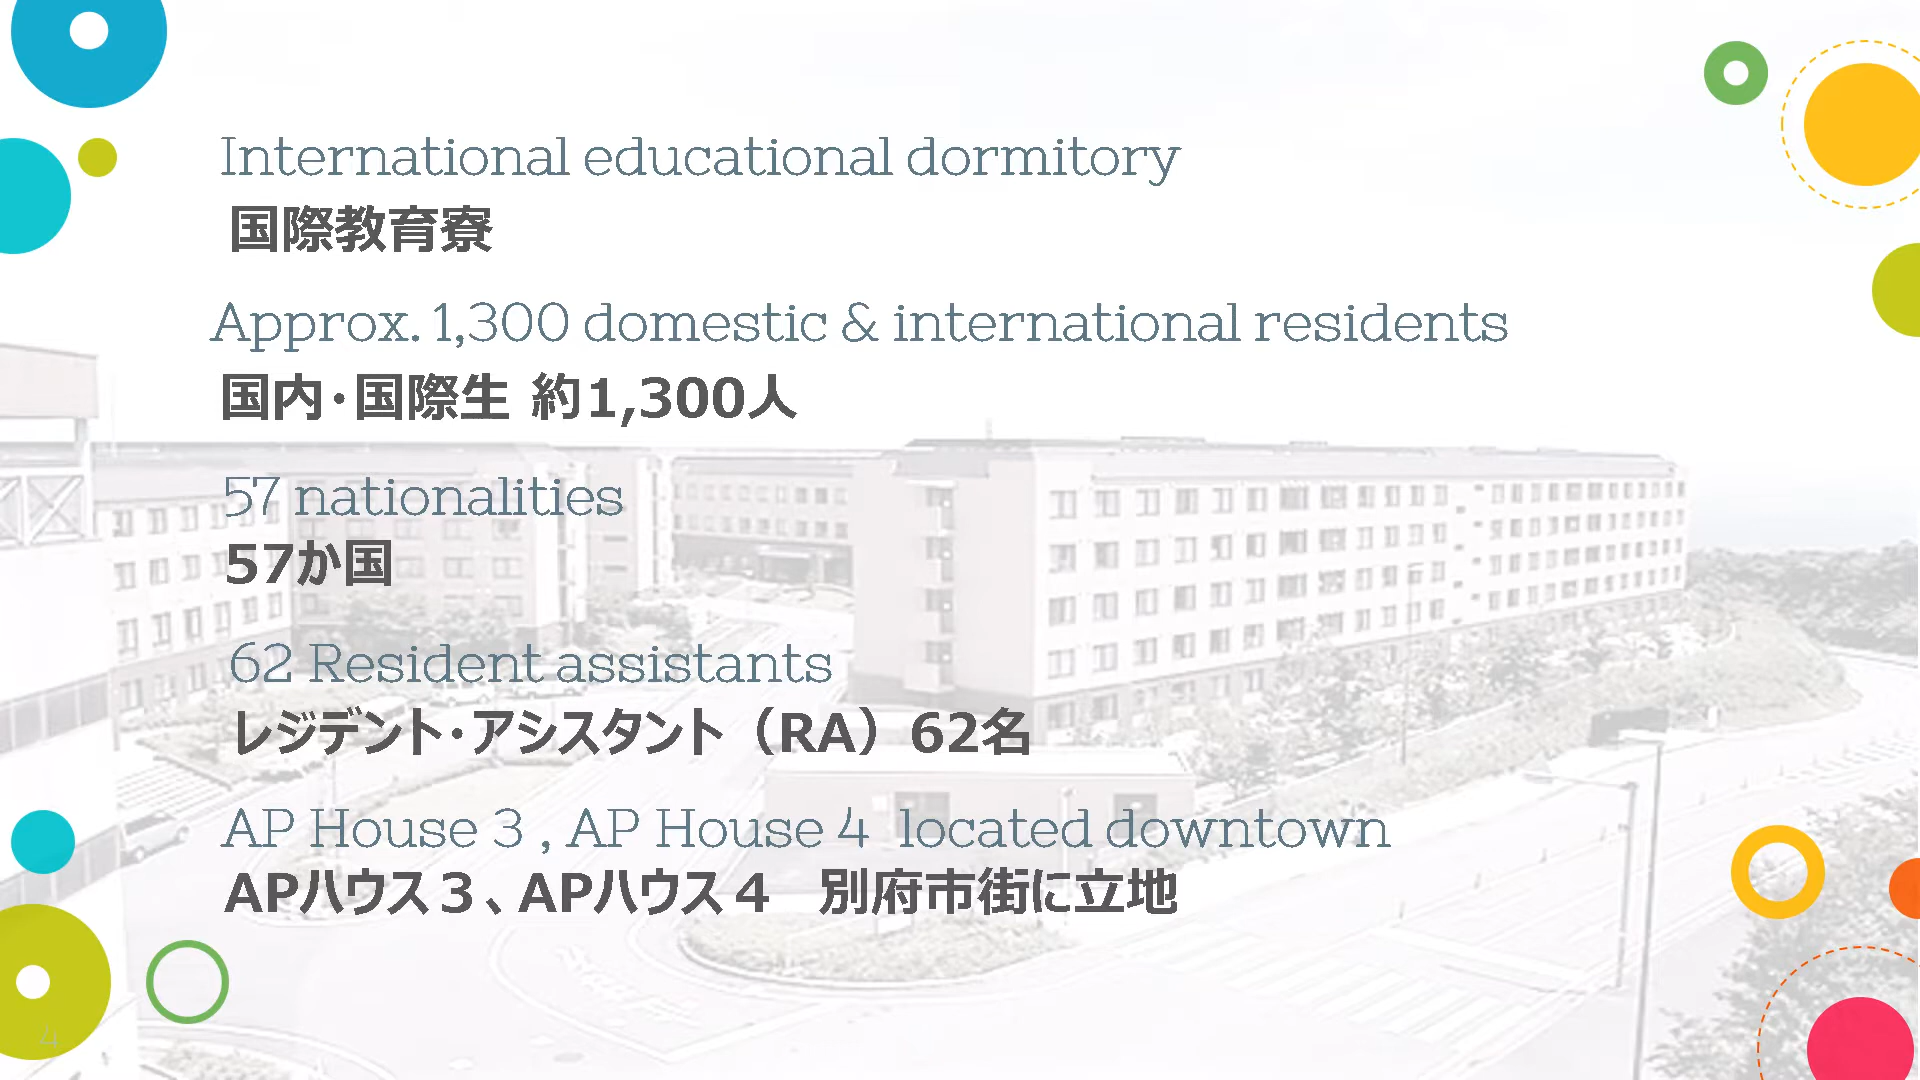 International educational dormitory
国際教育寮
Approx. 1,300 domestic & international residents
国内・国際生 約1,300人
57 nationalities
57か国
62 Resident assistants
レジデント・アシスタント（RA）62名
AP House 3 , AP House 4 located downtown
APハウス３、APハウス４　別府市街に立地
4